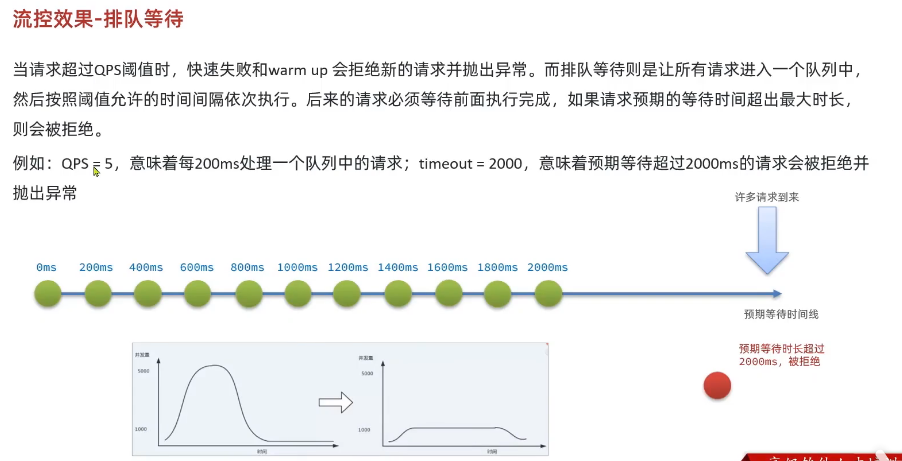 流控效果-排队等待
当请求超过QPS阈值时，快速失败和warm up 会拒绝新的请求并抛出异常。而排队等待则是让所有请求进入一个队列中，
然后按照阈值允许的时间间隔依次执行。后来的请求必须等待前面执行完成，如果请求预期的等待时间超出最大时长，
则会被拒绝。
例如：QPS = 5，意味着每200ms处理一个队列中的请求；timeout = 2000，意味着预期等待超过2000ms的请求会被拒绝并
抛出异常
许多请求到来
0ms 200ms 400ms 600ms 800ms 1000ms 1200ms 1400ms 1600ms 1800ms 2000ms
预期等待时间线
预期等待时长超过
2000ms，被拒绝
并发量
5000
1000
时间
并发量
5000
1000
时间